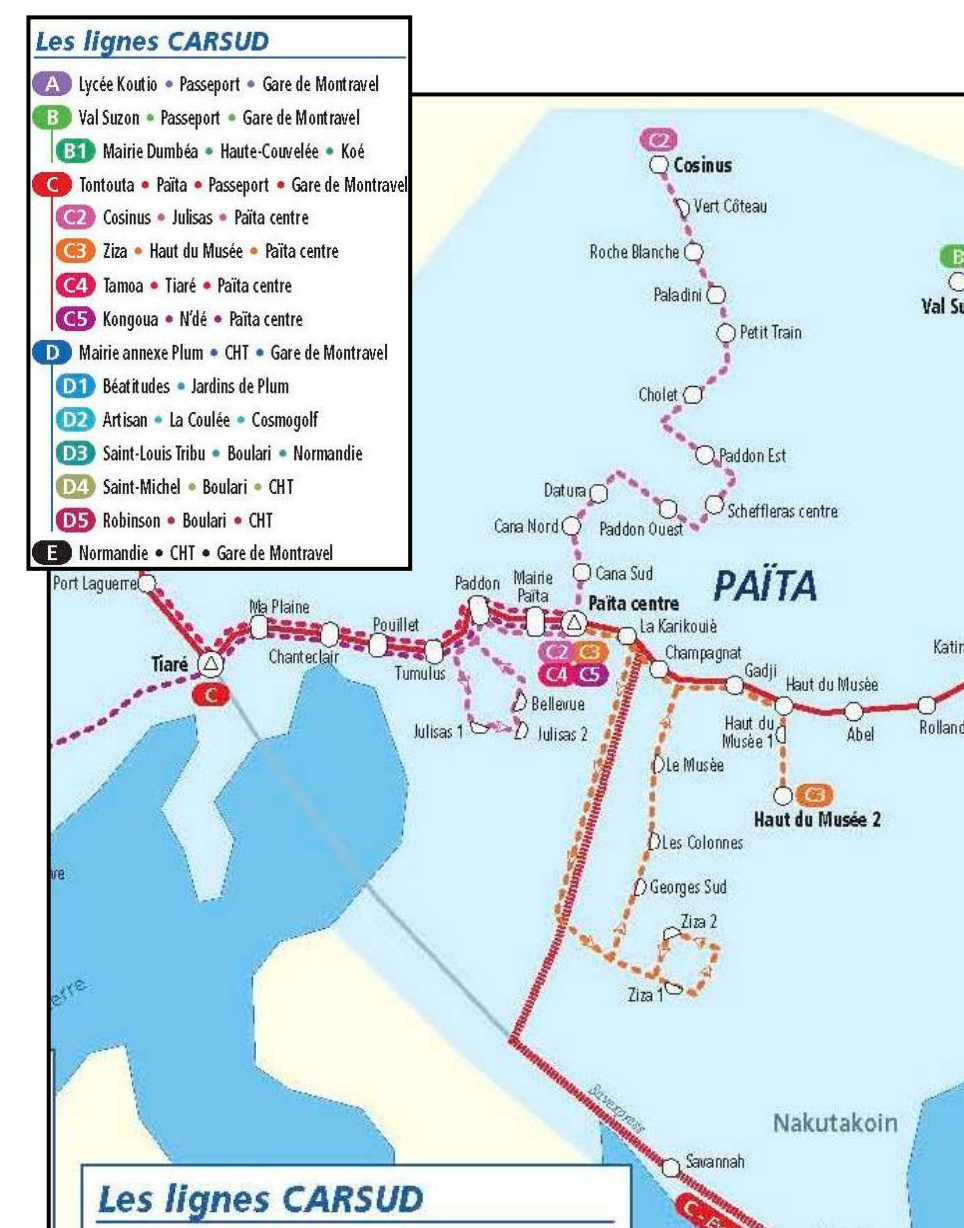 Les lignes CARSUD
A Lycée Koutio • Passeport • Gare de Montravel
B Val Suzon • Passeport • Gare de Montravel
B1 Mairie Dumbéa • Haute-Couvelée • Koé
C Tontouta • Païta • Passeport • Gare de Montravel
C2 Cosinus • Julisas • Païta centre
C3 Ziza • Haut du Musée • Païta centre
C4 Tamoa • Tiaré • Païta centre
C5 Kongoua • N'dé • Païta centre
D Mairie annexe Plum • CHT • Gare de Montravel
D1 Béatitudes • Jardins de Plum
D2 Artisan • La Coulée • Cosmogolf
D3 Saint-Louis Tribu • Boulari • Normandie
D4 Saint-Michel • Boulari • CHT
D5 Robinson • Boulari • CHT
E Normandie • CHT • Gare de Montravel
C2
Cosinus
Vert Côteau
Roche Blanche
Paladini
Petit Train
Cholet
Paddon Est
Datura
Scheffleras centre
Cana Nord
Paddon Ouest
Cana Sud
B
Val Su
PAÏTA
Port Laguerre
Ma Plaine
Paddon
Mairie
Païta
Païta centre
La Karikouié
Tiaré
C
Chanteclair
Pouillet
Tumulus
C2 C3
C4 C5
Champagnat
Gadji
Haut du Musée
Katir
Bellevue
Julisas 1
Julisas 2
Haut du
Musée 1
Abel
Rolland
Le Musée
C3
Haut du Musée 2
Les Colonnes
Georges Sud
Ziza 2
Ziza 1
ve
erre
Savexpress
Nakutakoin
Savannah
C-E
Les lignes CARSUD